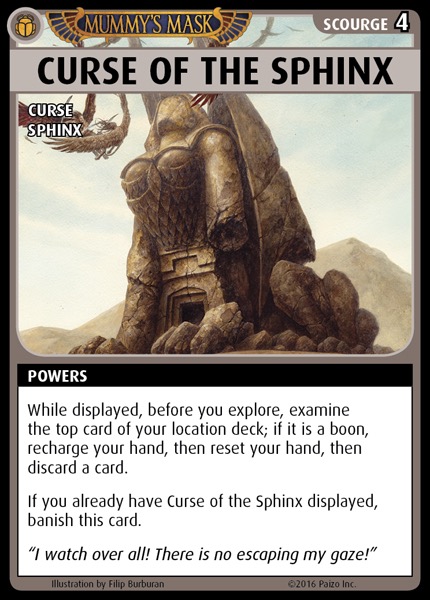 MUMMY'S MASK
SCOURGE 4
CURSE OF THE SPHINX
CURSE
SPHINX
POWERS
While displayed, before you explore, examine
the top card of your location deck; if it is a boon,
recharge your hand, then reset your hand, then
discard a card.
If you already have Curse of the Sphinx displayed,
banish this card.
“I watch over all! There is no escaping my gaze!”
Illustration by Filip Burburan
©2016 Paizo Inc.